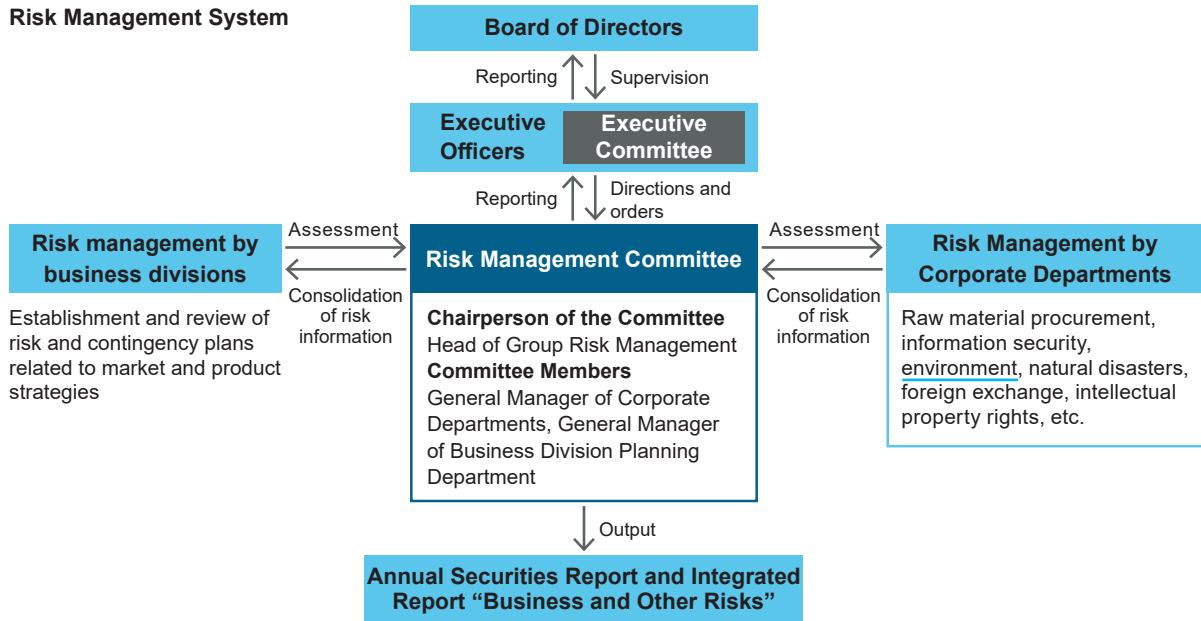 Risk Management System
Board of Directors
Reporting
Supervision
Executive
Officers
Executive
Committee
Reporting
Directions and
orders
Risk management by
business divisions
Establishment and review of
risk and contingency plans
related to market and product
strategies
Assessment
Consolidation
of risk
information
Risk Management Committee
Chairperson of the Committee
Head of Group Risk Management
Committee Members
General Manager of Corporate
Departments, General Manager
of Business Division Planning
Department
Assessment
Consolidation
of risk
information
Risk Management by
Corporate Departments
Raw material procurement,
information security,
environment, natural disasters,
foreign exchange, intellectual
property rights, etc.
Output
Annual Securities Report and Integrated
Report “Business and Other Risks”